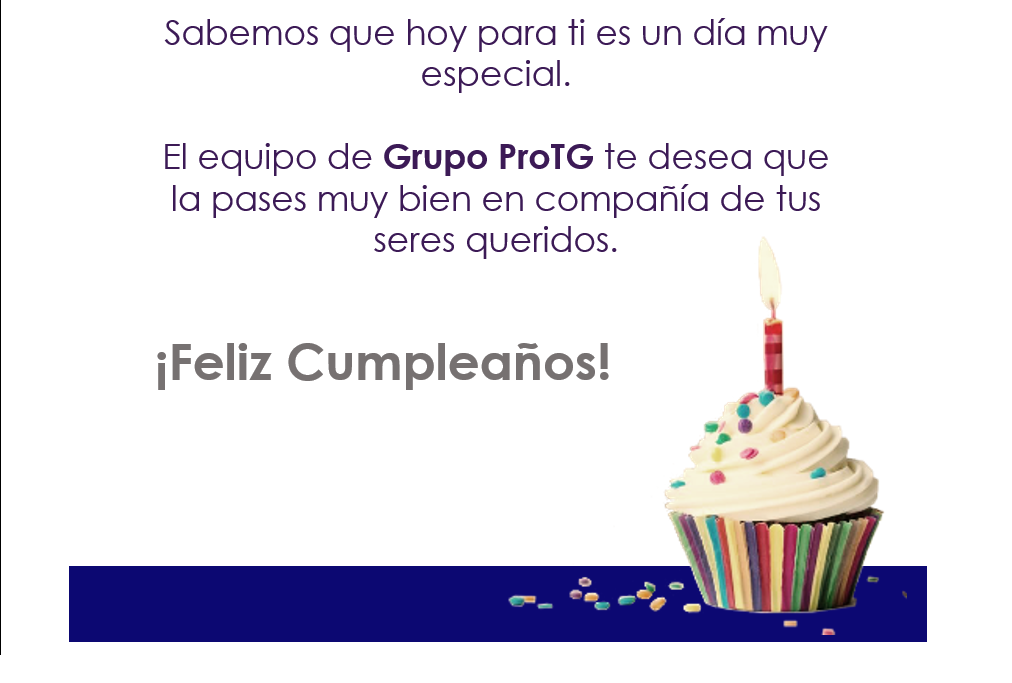 Sabemos que hoy para ti es un día muy
especial.
El equipo de Grupo ProTG te desea que
la pases muy bien en compañía de tus
seres queridos.
¡Feliz Cumpleaños!